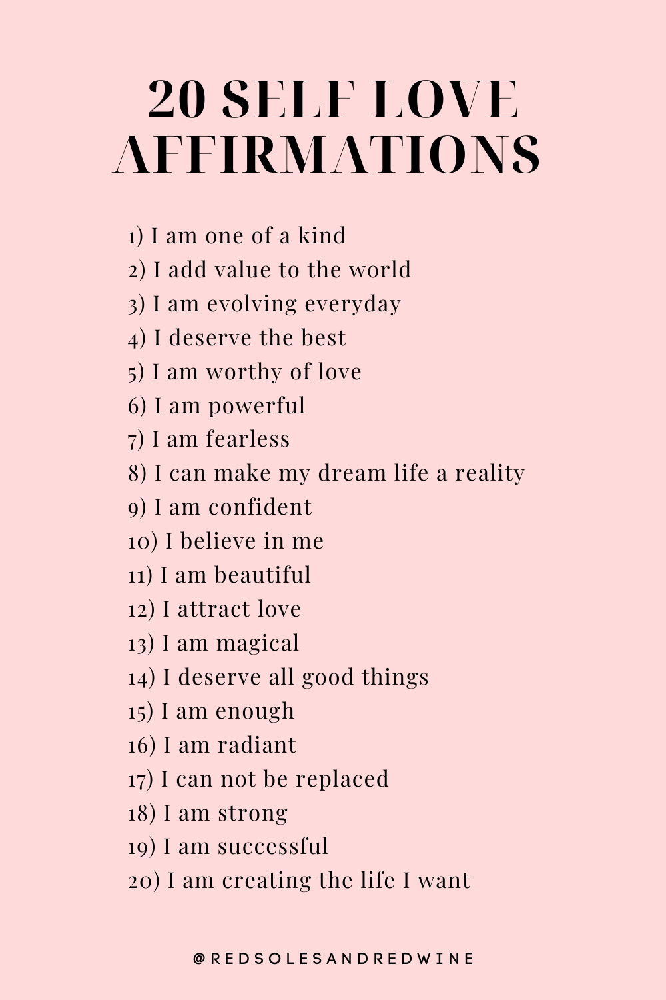 20 SELF LOVE
AFFIRMATIONS
1) I am one of a kind
2) I add value to the world
3) I am evolving everyday
4) I deserve the best
5) I am worthy of love
6) I am powerful
7) I am fearless
8) I can make my dream life a reality
9) I am confident
10) I believe in me
11) I am beautiful
12) I attract love
13) I am magical
14) I deserve all good things
15) I am enough
16) I am radiant
17) I can not be replaced
18) I am strong
19) I am successful
20) I am creating the life I want
@REDSOLESANDREDWINE